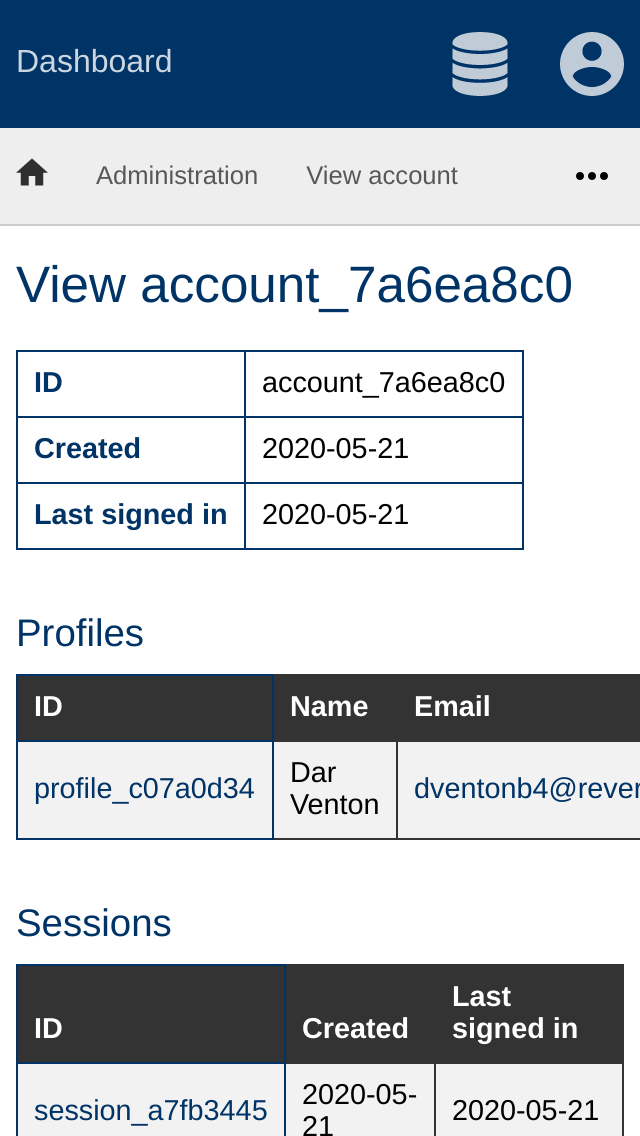 Dashboard
Administration View account
View account_7a6ea8c0
ID account_7a6ea8c0
Created 2020-05-21
Last signed in 2020-05-21
Profiles
ID Name Email
profile_c07a0d34 Dar Venton dventonb4@rever
Sessions
ID Created Last signed in
session_a7fb3445 2020-05-21 2020-05-21